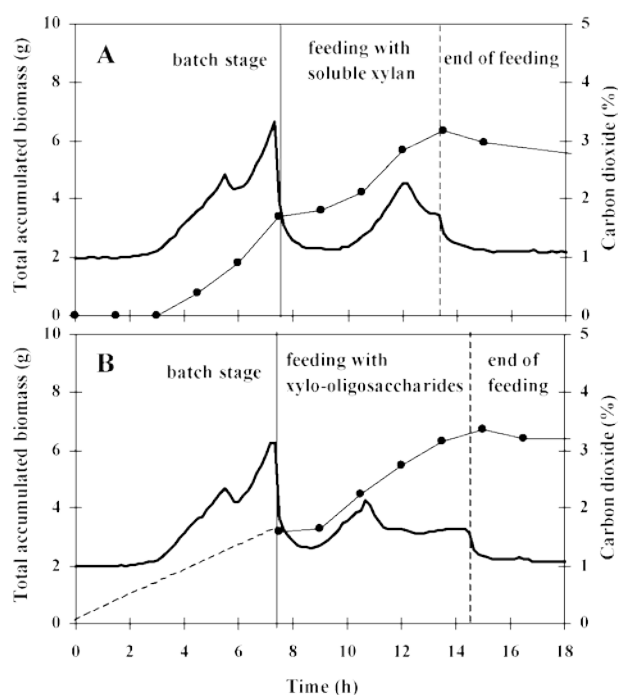 A
batch stage
feeding with
soluble xylan
end of feeding
Total accumulated biomass (g)
10
8
6
4
2
0
Carbon dioxide (%)
5
4
3
2
1
0
B
batch stage
feeding with
xylo-oligosaccharides
end of
feeding
Total accumulated biomass (g)
10
8
6
4
2
0
Carbon dioxide (%)
5
4
3
2
1
0
0 2 4 6 8 10 12 14 16 18
Time (h)